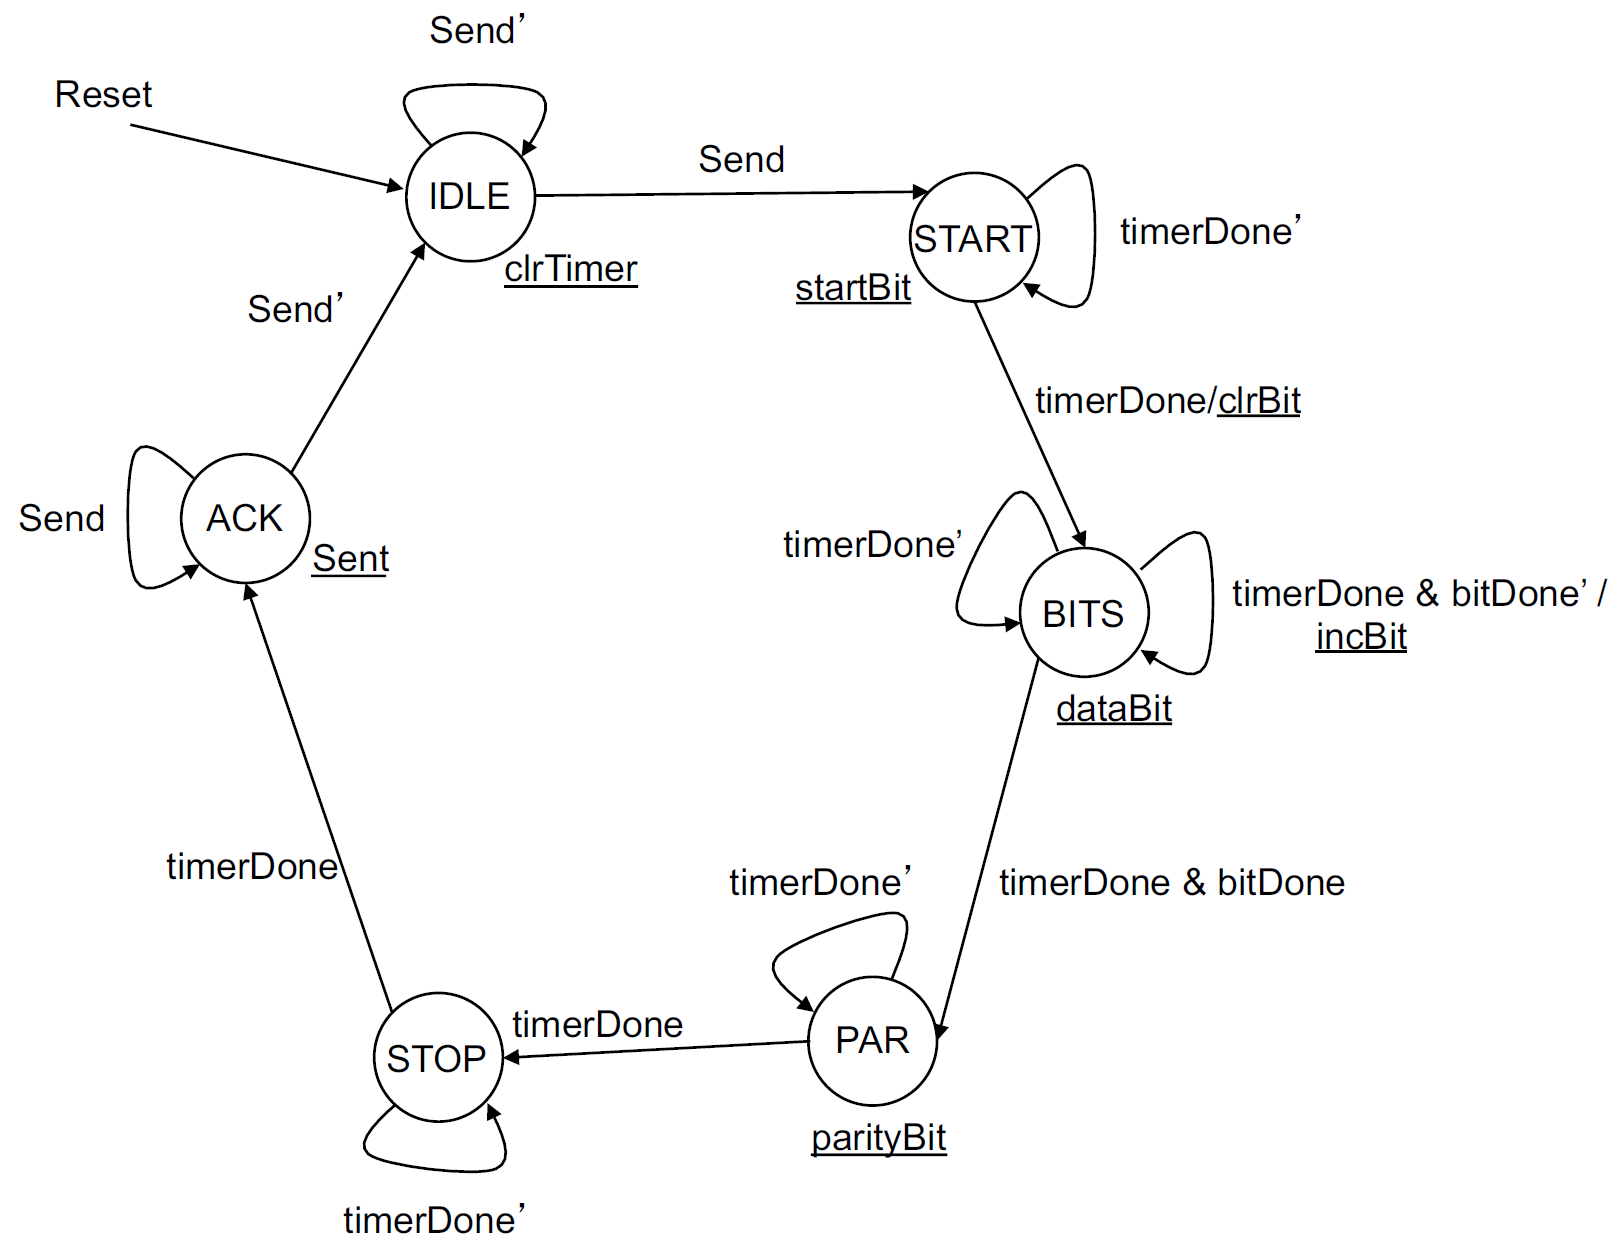 Send’
Reset
Send
IDLE
START
timerDone’
clrTimer
startBit
Send’
timerDone/clrBit
ACK
Send
Sent
timerDone’
BITS
timerDone & bitDone’ /
incBit
dataBit
timerDone
timerDone’
timerDone & bitDone
timerDone
PAR
STOP
parityBit
timerDone’